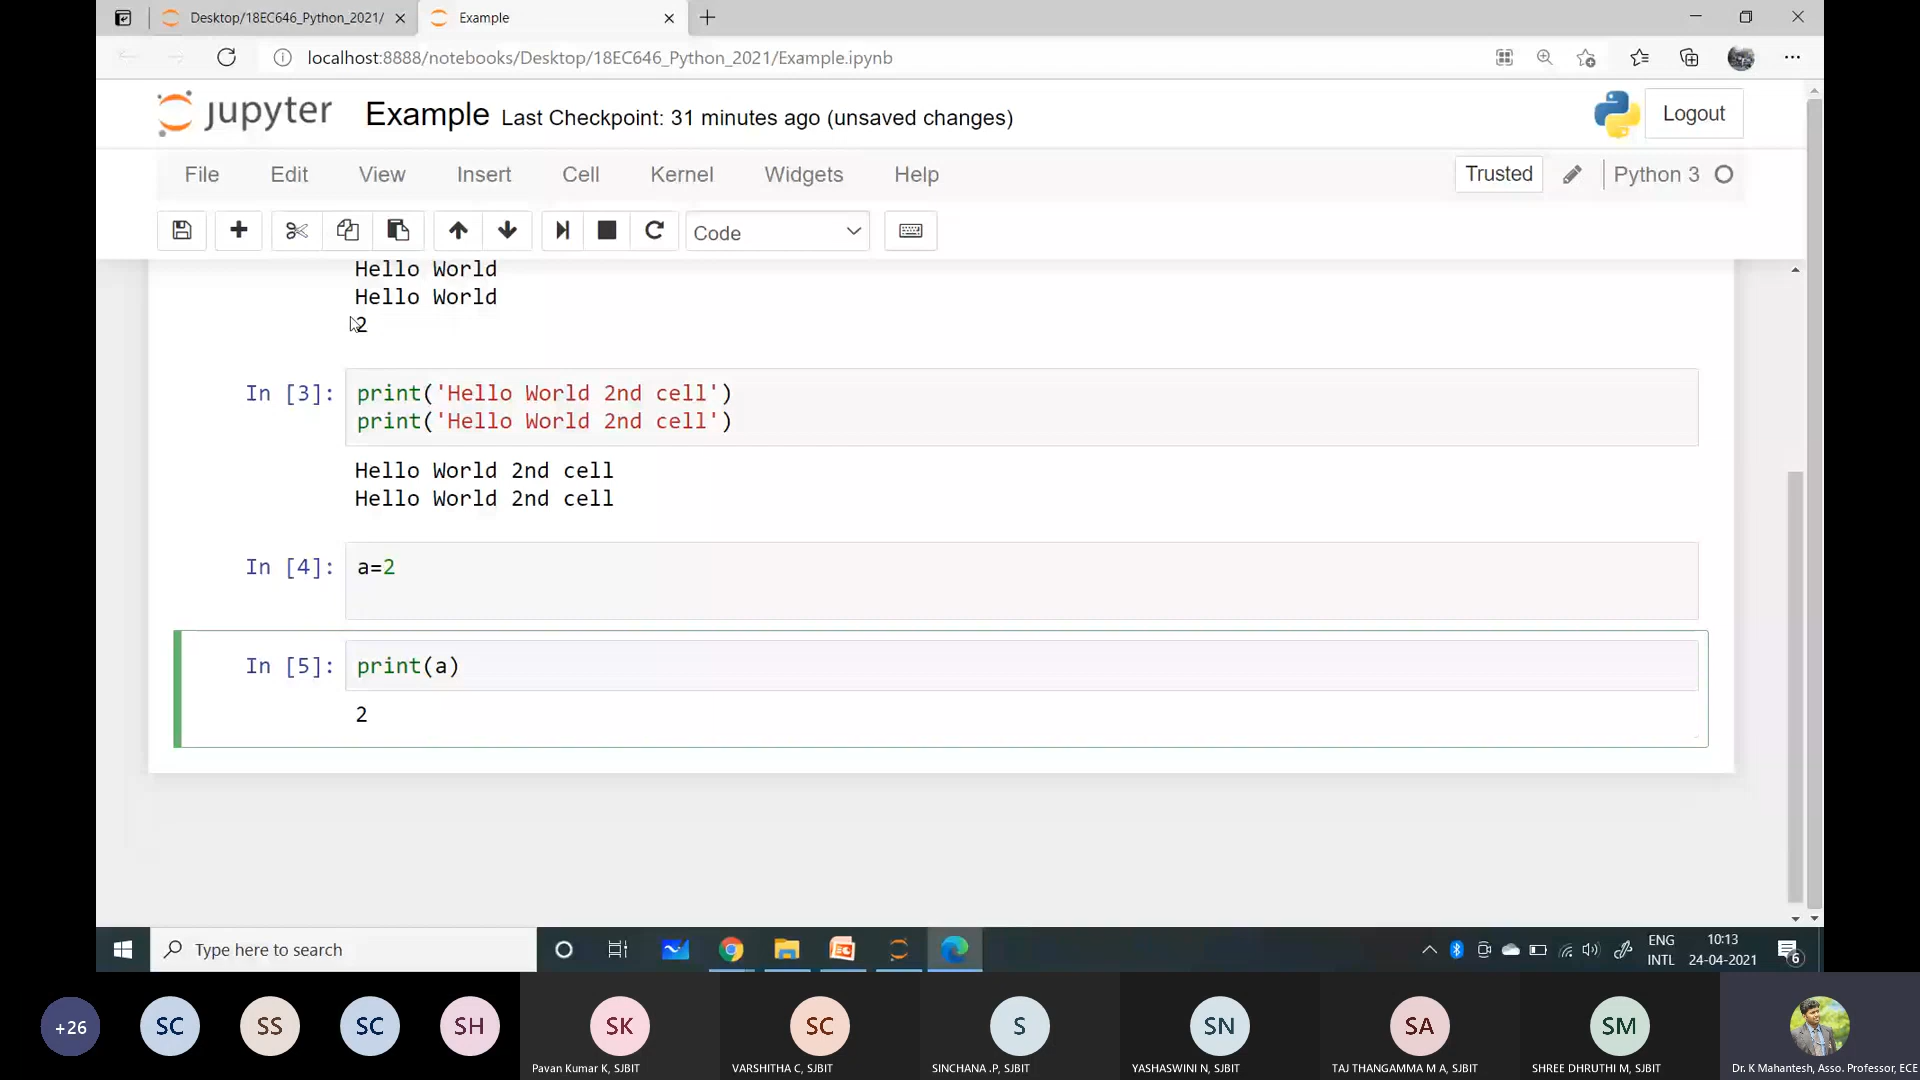 Desktop/18EC646_Python_2021/
Example
localhost:8888/notebooks/Desktop/18EC646_Python_2021/Example.ipynb
jupyter Example Last Checkpoint: 31 minutes ago (unsaved changes)
Logout
File Edit View Insert Cell Kernel Widgets Help
Trusted
Python 3
Code
Hello World
Hello World
2
In [3]: print('Hello World 2nd cell')
print('Hello World 2nd cell')
Hello World 2nd cell
Hello World 2nd cell
In [4]: a=2
In [5]: print(a)
2
Type here to search
ENG
INTL
10:13
24-04-2021
6
+26
SC
SS
SC
SH
SK
SC
S
SN
SA
SM
Pavan Kumar K, SJBIT
VARSHITHA C, SJBIT
SINCHANA .P, SJBIT
YASHASWINI N, SJBIT
TAJ THANGAMMA M A, SJBIT
SHREE DHRUTHI M, SJBIT
Dr. K Mahantesh, Asso. Professor, ECE